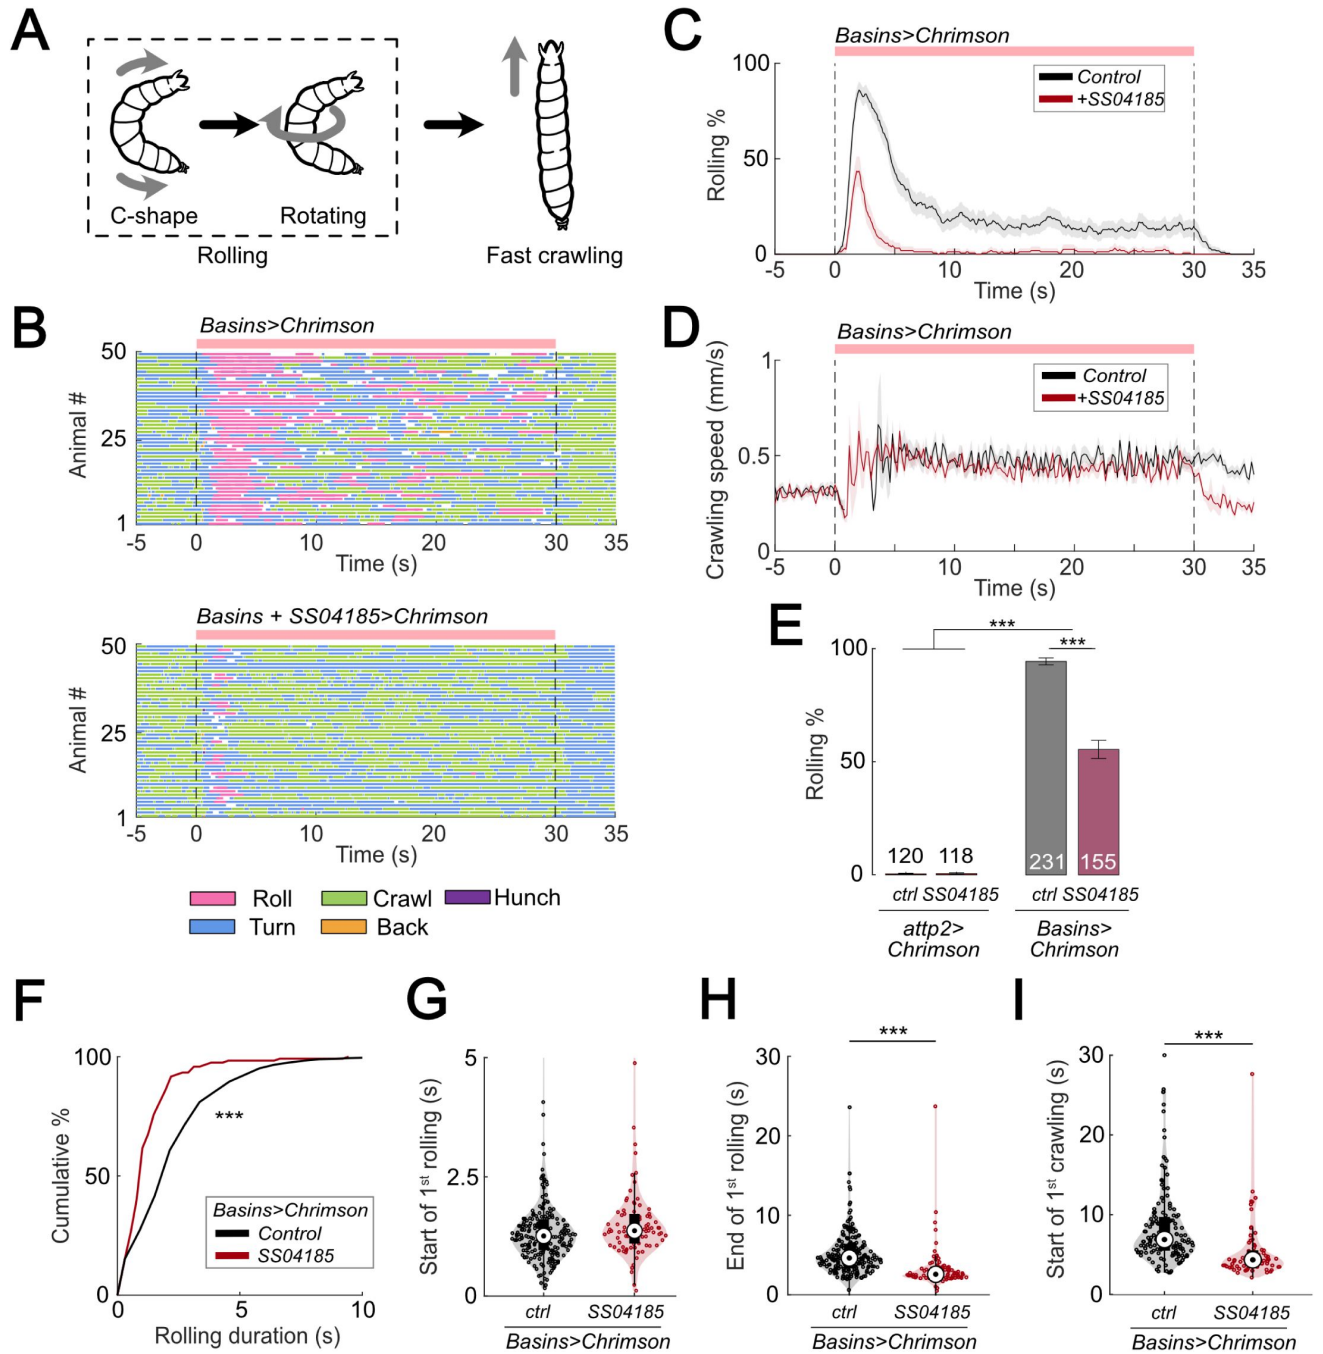 A
C-shape
Rotating
Rolling
Fast crawling
B
Basins>Chrimson
50
25
1
Animal #
-5 0 10 20 30 35
Time (s)
Basins + SS04185>Chrimson
50
25
1
Animal #
-5 0 10 20 30 35
Time (s)
Roll Crawl Hunch
Turn Back
C
Basins>Chrimson
Control
+SS04185
100
50
0
Rolling %
-5 0 10 20 30 35
Time (s)
D
Basins>Chrimson
Control
+SS04185
1
0.5
0
Crawling speed (mm/s)
-5 0 10 20 30 35
Time (s)
E
***
***
100
50
0
Rolling %
120 118 231 155
ctrl SS04185 ctrl SS04185
attp2> Basins>
Chrimson Chrimson
F
100
50
0
Cumulative %
***
Basins>Chrimson
Control
SS04185
0 5 10
Rolling duration (s)
G
5
2.5
0
Start of 1st rolling (s)
ctrl SS04185
Basins>Chrimson
H
***
30
20
10
0
End of 1st rolling (s)
ctrl SS04185
Basins>Chrimson
I
***
30
20
10
0
Start of 1st crawling (s)
ctrl SS04185
Basins>Chrimson